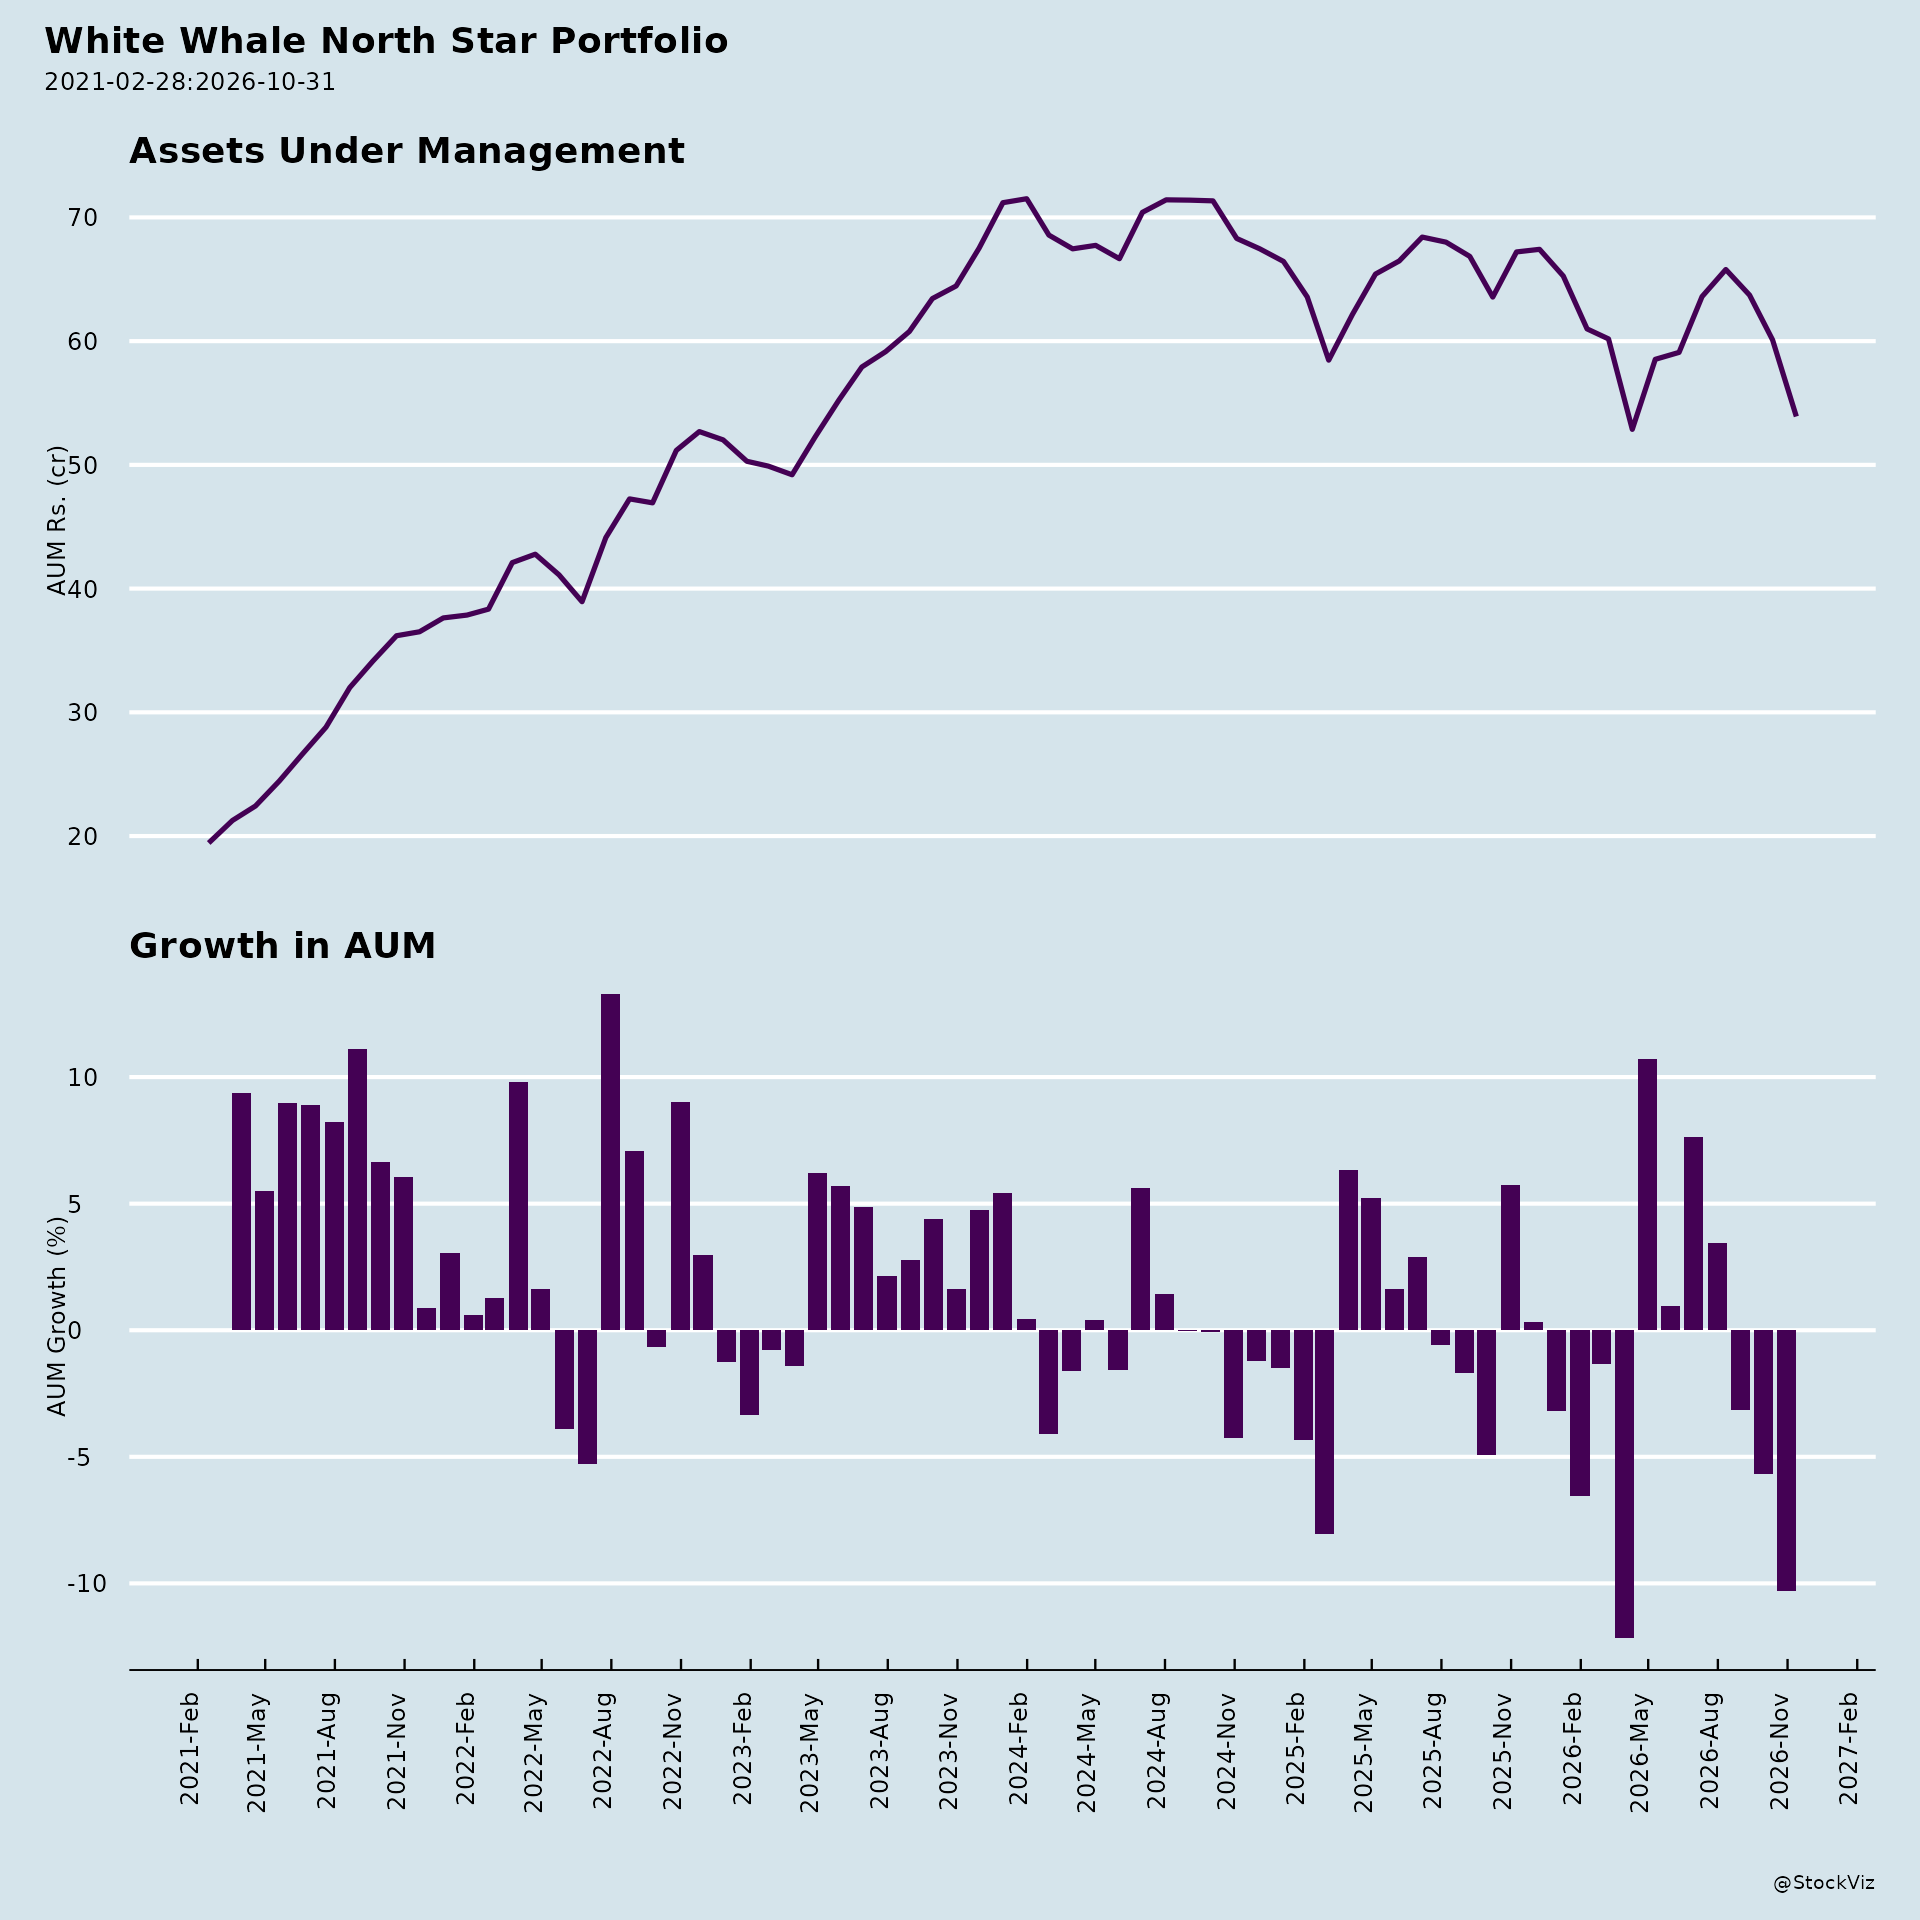 White Whale North Star Portfolio
2021-02-28:2026-10-31
Assets Under Management
AUM Rs. (cr)
70
60
50
40
30
20
Growth in AUM
AUM Growth (%)
10
5
0
-5
-10
2021-Feb
2021-May
2021-Aug
2021-Nov
2022-Feb
2022-May
2022-Aug
2022-Nov
2023-Feb
2023-May
2023-Aug
2023-Nov
2024-Feb
2024-May
2024-Aug
2024-Nov
2025-Feb
2025-May
2025-Aug
2025-Nov
2026-Feb
2026-May
2026-Aug
2026-Nov
2027-Feb
@StockViz